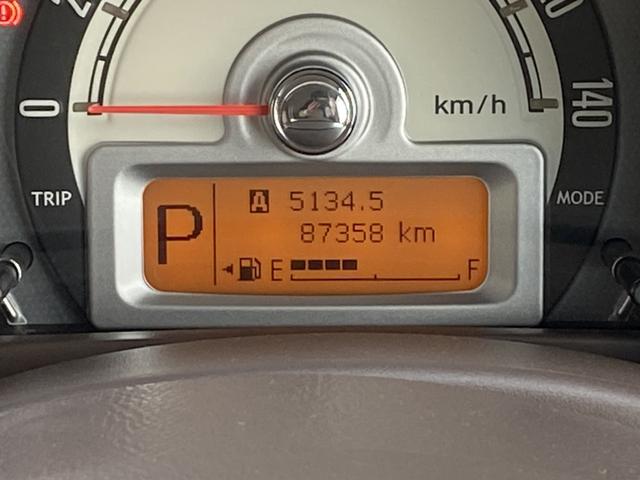 0
km/h
140
TRIP
MODE
A 5134.5
P
87358 km
E F